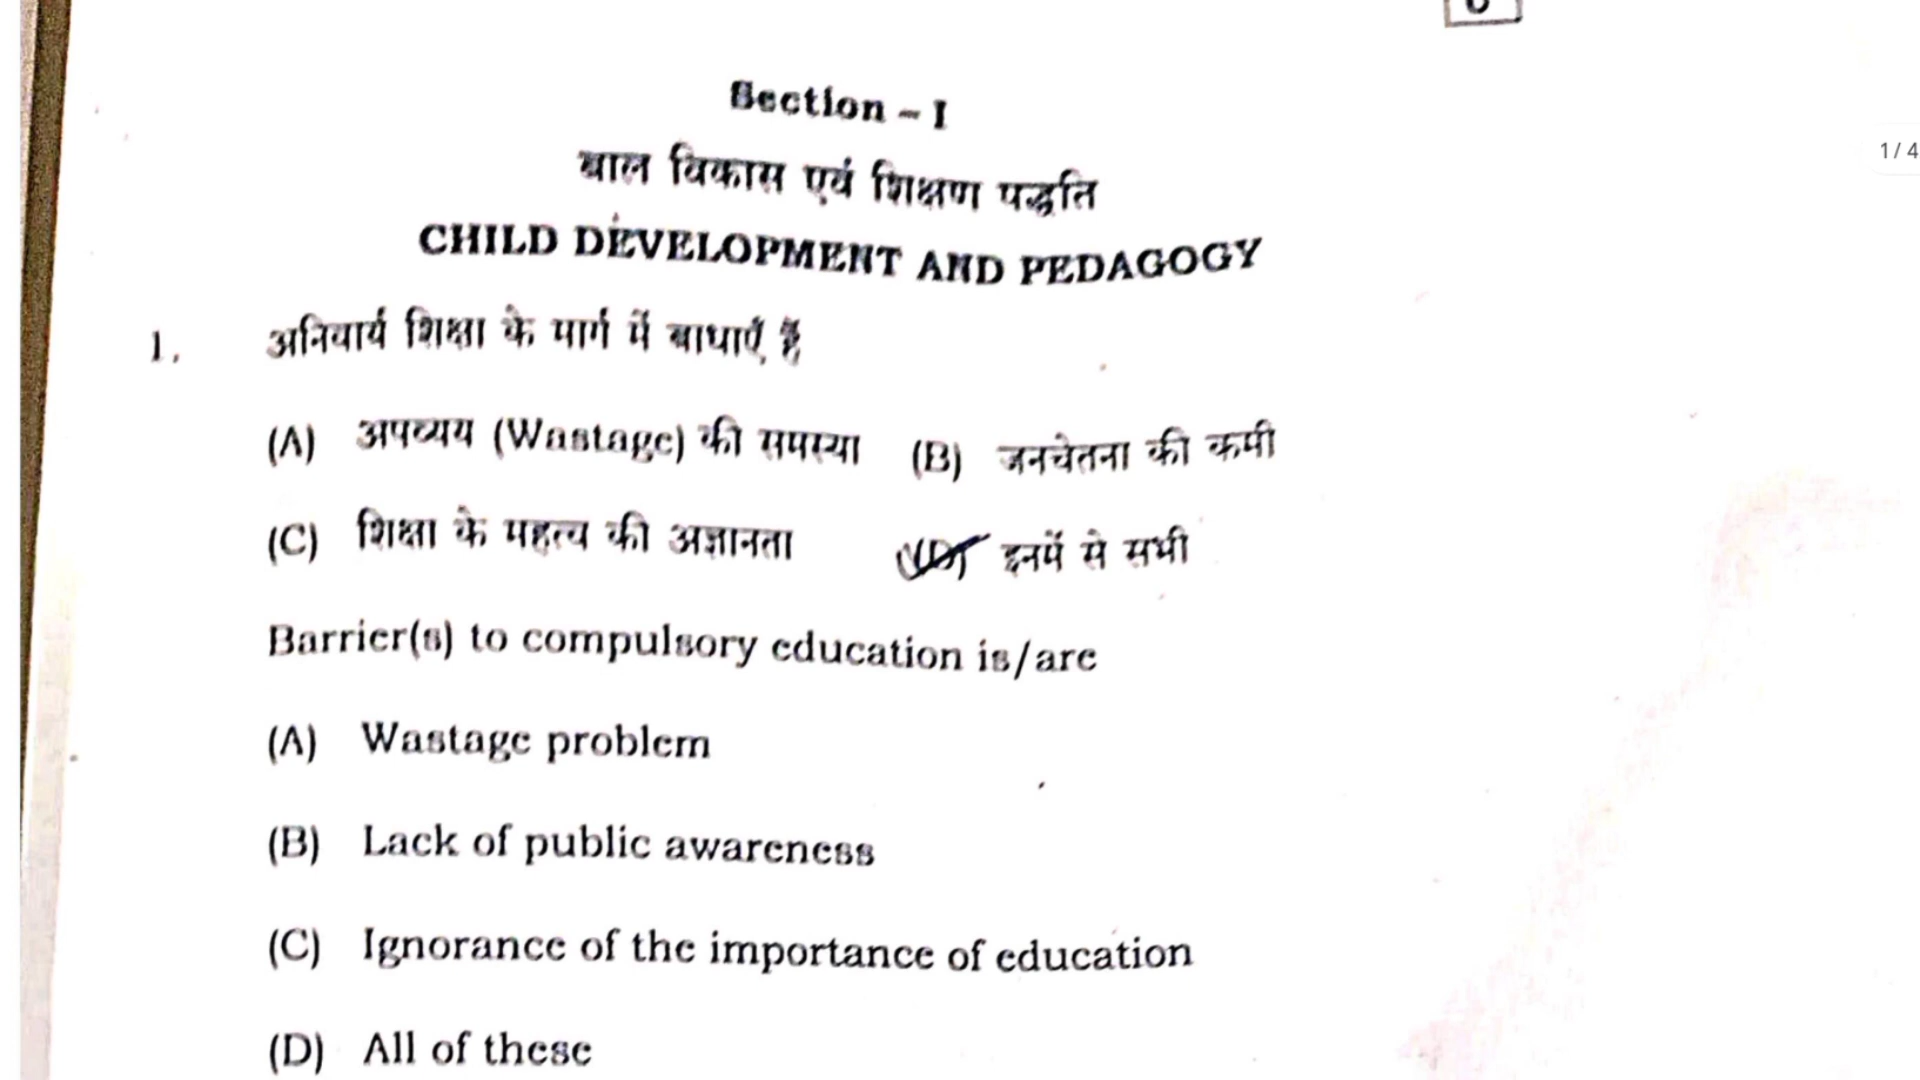 Section – I
बाल विकास एवं शिक्षण पद्धति
CHILD DEVELOPMENT AND PEDAGOGY
1. अनिवार्य शिक्षा के मार्ग में बाधाएँ हैं
(A) अपव्यय (Wastage) की समस्या (B) जनचेतना की कमी
(C) शिक्षा के महत्व की अज्ञानता (D) इनमें से सभी
Barrier(s) to compulsory education is/are
(A) Wastage problem
(B) Lack of public awareness
(C) Ignorance of the importance of education
(D) All of these
1/4